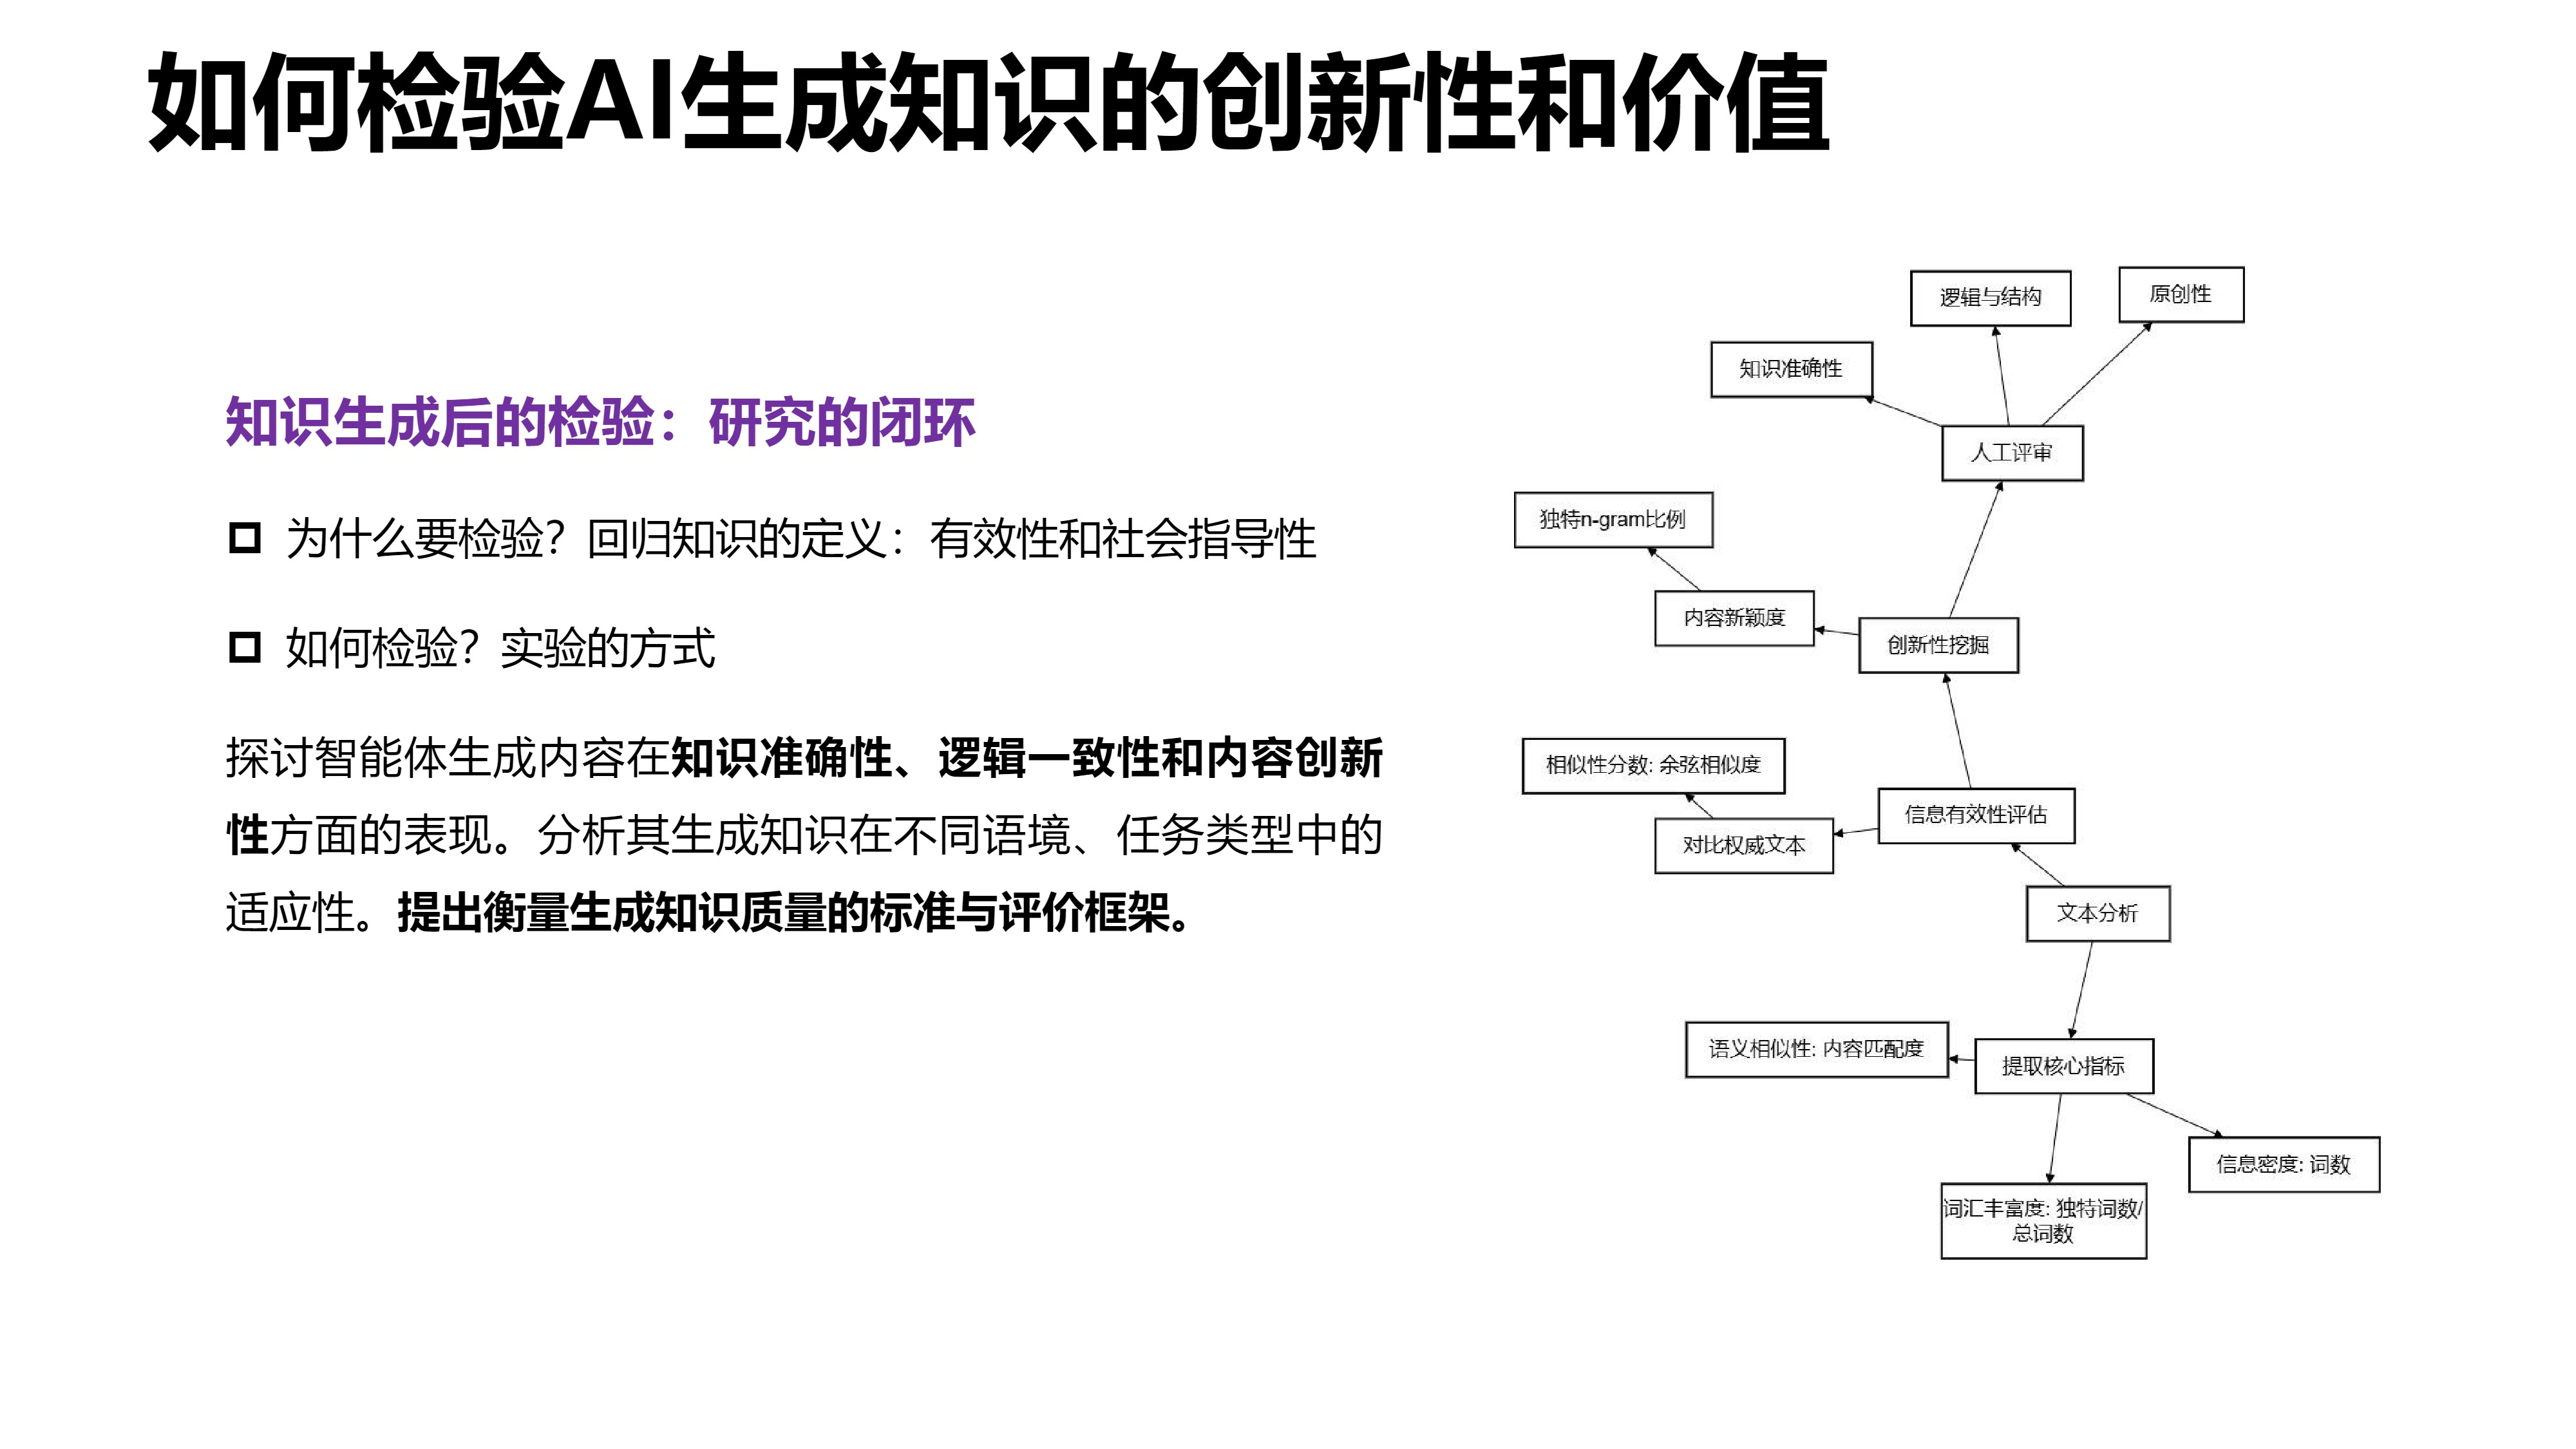 如何检验AI生成知识的创新性和价值
知识生成后的检验：研究的闭环
为什么要检验？回归知识的定义：有效性和社会指导性
如何检验？实验的方式
探讨智能体生成内容在知识准确性、逻辑一致性和内容创新
性方面的表现。分析其生成知识在不同语境、任务类型中的
适应性。提出衡量生成知识质量的标准与评价框架。
逻辑与结构
原创性
知识准确性
人工评审
独特n-gram比例
内容新颖度
创新性挖掘
相似性分数: 余弦相似度
信息有效性评估
对比权威文本
文本分析
语义相似性: 内容匹配度
提取核心指标
信息密度: 词数
词汇丰富度: 独特词数/
总词数